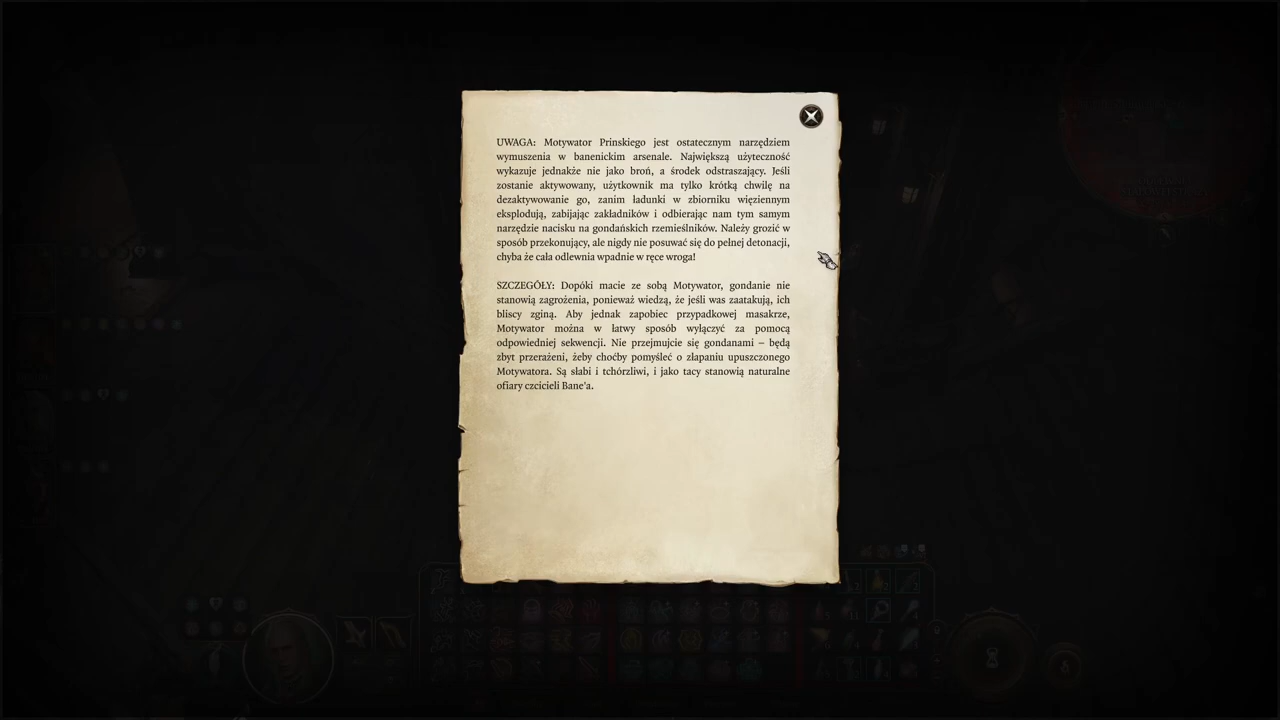 UWAGA: Motywator Prinskiego jest ostatecznym narzędziem
wymuszenia w banenickim arsenale. Największą użyteczność
wykazuje jednakże nie jako broń, a środek odstraszający. Jeśli
zostanie aktywowany, użytkownik ma tylko krótką chwilę na
dezaktywowanie go, zanim ładunki w zbiorniku więziennym
eksplodują, zabijając zakładników i odbierając nam tym samym
narzędzie nacisku na gondańskich rzemieślników. Należy grozić w
sposób przekonujący, ale nigdy nie posuwać się do pełnej detonacji,
chyba że cała odlewnia wpadnie w ręce wroga!
SZCZEGÓŁY: Dopóki macie ze sobą Motywator, gondanie nie
stanowią zagrożenia, ponieważ wiedzą, że jeśli was zaatakują, ich
bliscy zginą. Aby jednak zapobiec przypadkowej masakrze,
Motywator można w łatwy sposób wyłączyć za pomocą
odpowiedniej sekwencji. Nie przejmujcie się gondanami – będą
zbyt przerażeni, żeby choćby pomyśleć o złapaniu upuszczonego
Motywatora. Są słabi i tchórzliwi, i jako tacy stanowią naturalne
ofiary czcicieli Bane'a.